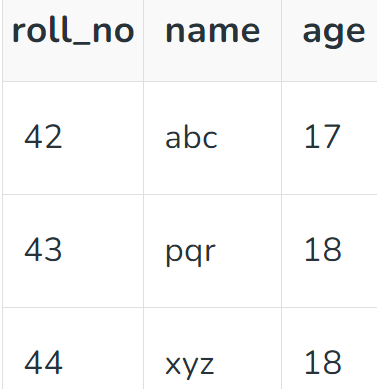 roll_no name age
42 abc 17
43 pqr 18
44 xyz 18